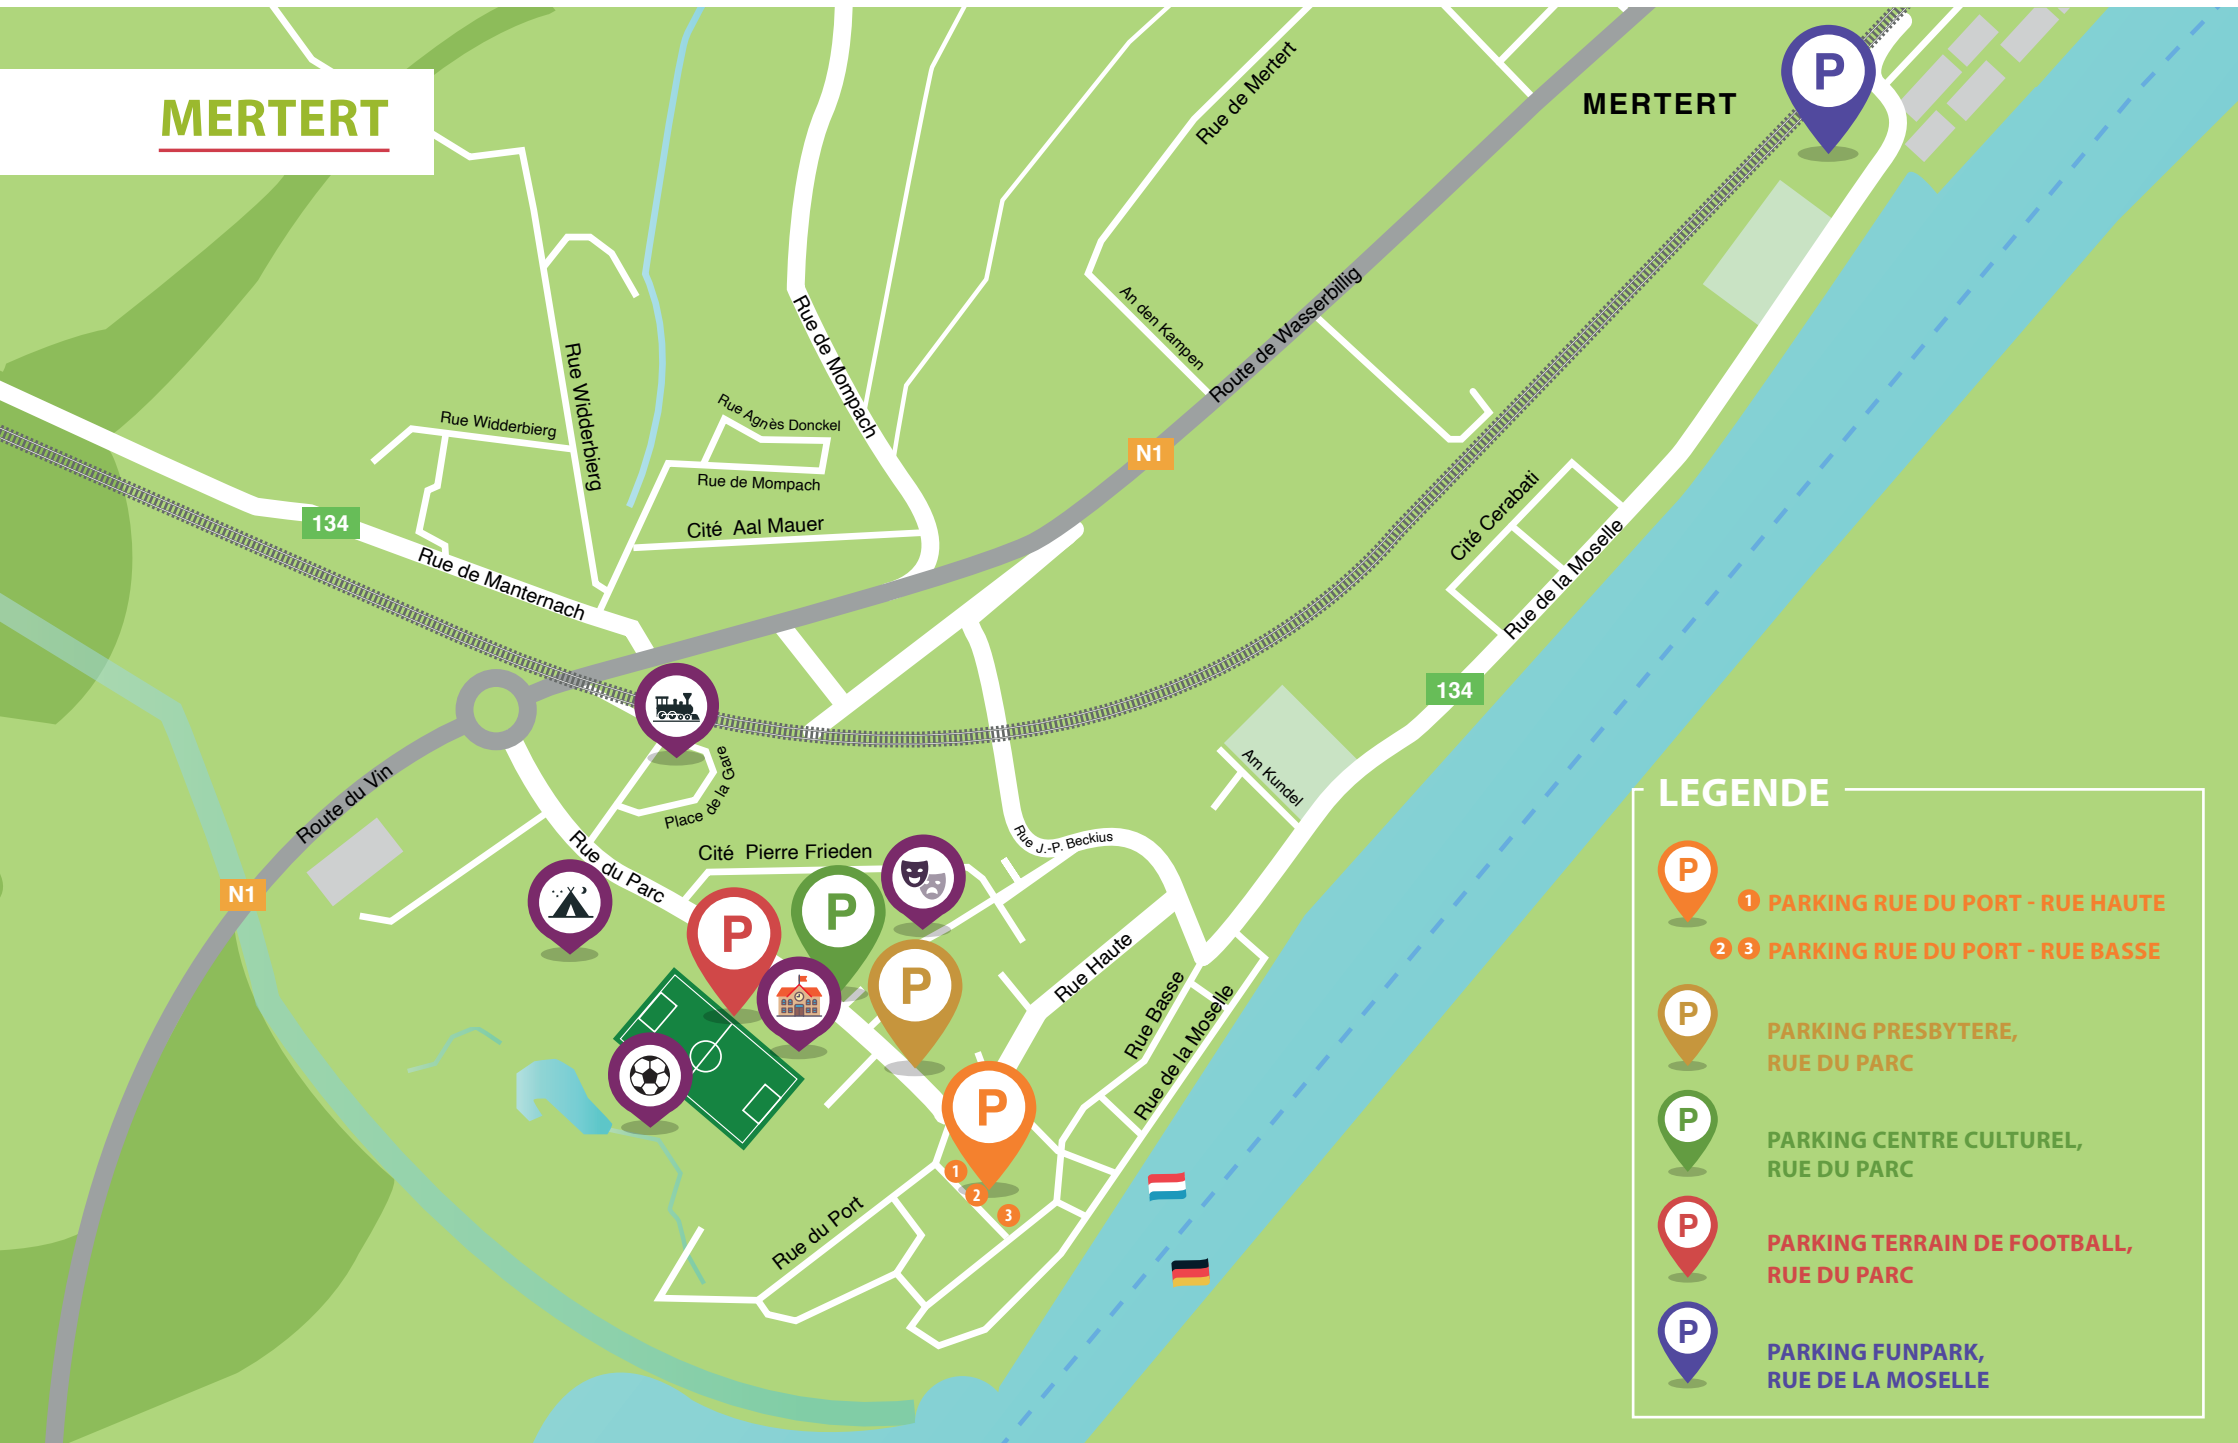 MERTERT
MERTERT
P
Rue de Mertert
An den Kampen
Route de Wasserbillig
Rue de Mompach
Rue Widderbierg
Rue Widderbierg
Rue Agnès Donckel
Rue de Mompach
Cité Aal Mauer
N1
134
Rue de Manternach
Cité Cerabati
Rue de la Moselle
134
Route du Vin
N1
Place de la Gare
Am Kundel
Rue J.-P. Beckius
Cité Pierre Frieden
Rue du Parc
P
P
P
P
Rue Haute
Rue Basse
Rue de la Moselle
1
2
3
Rue du Port
LEGENDE
P
1 PARKING RUE DU PORT - RUE HAUTE
2 3 PARKING RUE DU PORT - RUE BASSE
P
PARKING PRESBYTERE,
RUE DU PARC
P
PARKING CENTRE CULTUREL,
RUE DU PARC
P
PARKING TERRAIN DE FOOTBALL,
RUE DU PARC
P
PARKING FUNPARK,
RUE DE LA MOSELLE